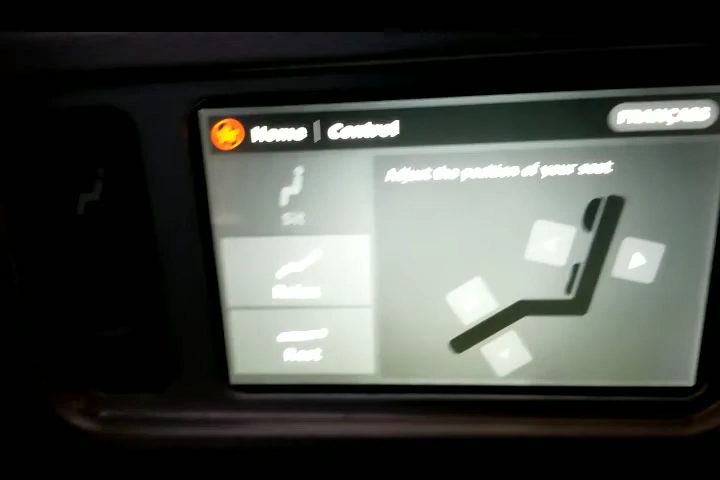 Home | Control
FRANÇAIS
Adjust the position of your seat
Sit
Relax
Rest